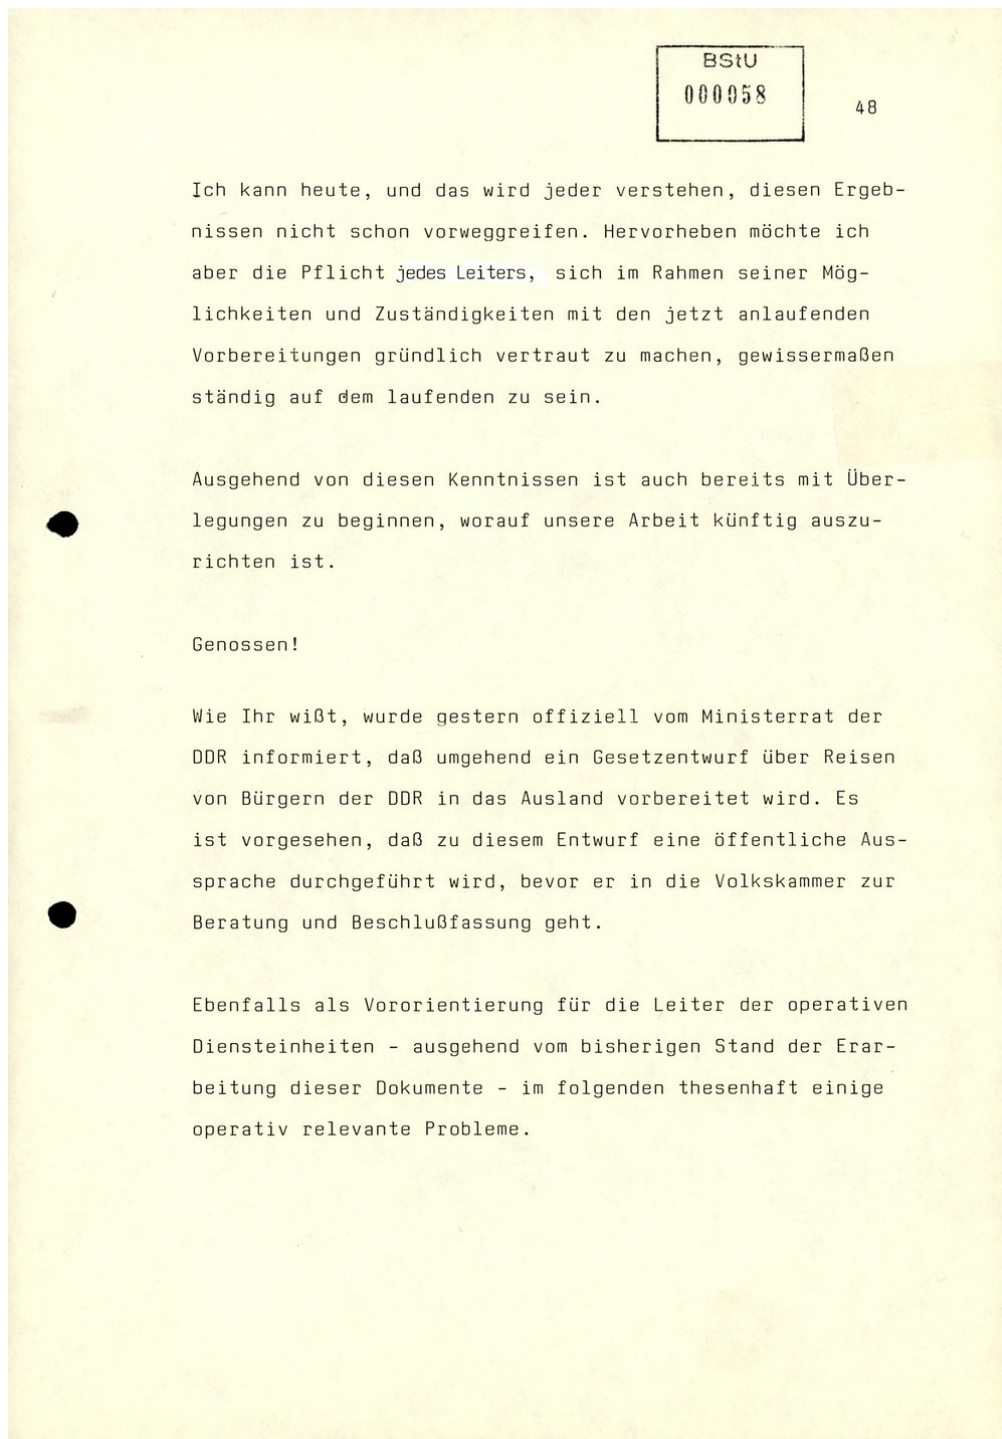 BStU
000058
48
Ich kann heute, und das wird jeder verstehen, diesen Ergeb-
nissen nicht schon vorweggreifen. Hervorheben möchte ich
aber die Pflicht jedes Leiters, sich im Rahmen seiner Mög-
lichkeiten und Zuständigkeiten mit den jetzt anlaufenden
Vorbereitungen gründlich vertraut zu machen, gewissermaßen
ständig auf dem laufenden zu sein.
Ausgehend von diesen Kenntnissen ist auch bereits mit Über-
legungen zu beginnen, worauf unsere Arbeit künftig auszu-
richten ist.
Genossen!
Wie Ihr wißt, wurde gestern offiziell vom Ministerrat der
DDR informiert, daß umgehend ein Gesetzentwurf über Reisen
von Bürgern der DDR in das Ausland vorbereitet wird. Es
ist vorgesehen, daß zu diesem Entwurf eine öffentliche Aus-
sprache durchgeführt wird, bevor er in die Volkskammer zur
Beratung und Beschlußfassung geht.
Ebenfalls als Vororientierung für die Leiter der operativen
Diensteinheiten - ausgehend vom bisherigen Stand der Erar-
beitung dieser Dokumente - im folgenden thesenhaft einige
operativ relevante Probleme.